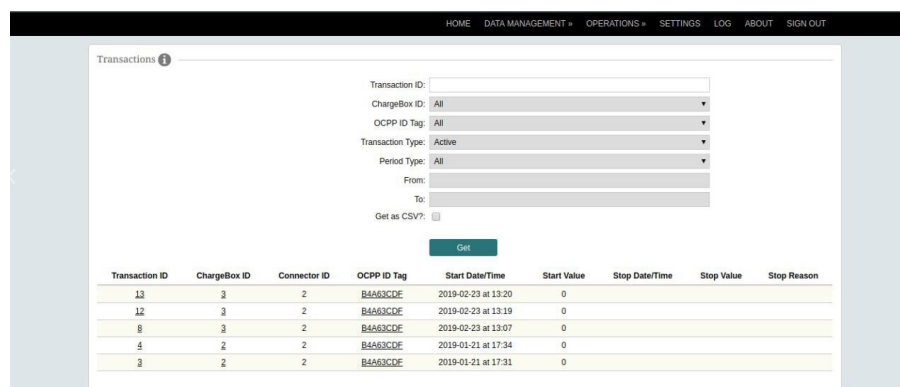 HOME DATA MANAGEMENT » OPERATIONS » SETTINGS LOG ABOUT SIGN OUT
Transactions i
Transaction ID:
ChargeBox ID: All
OCPP ID Tag: All
Transaction Type: Active
Period Type: All
From:
To:
Get as CSV?:
Get
Transaction ID ChargeBox ID Connector ID OCPP ID Tag Start Date/Time Start Value Stop Date/Time Stop Value Stop Reason
13 3 2 B4A63CDF 2019-02-23 at 13:20 0
12 3 2 B4A63CDF 2019-02-23 at 13:19 0
8 3 2 B4A63CDF 2019-02-23 at 13:07 0
4 2 2 B4A63CDF 2019-01-21 at 17:34 0
3 2 2 B4A63CDF 2019-01-21 at 17:31 0